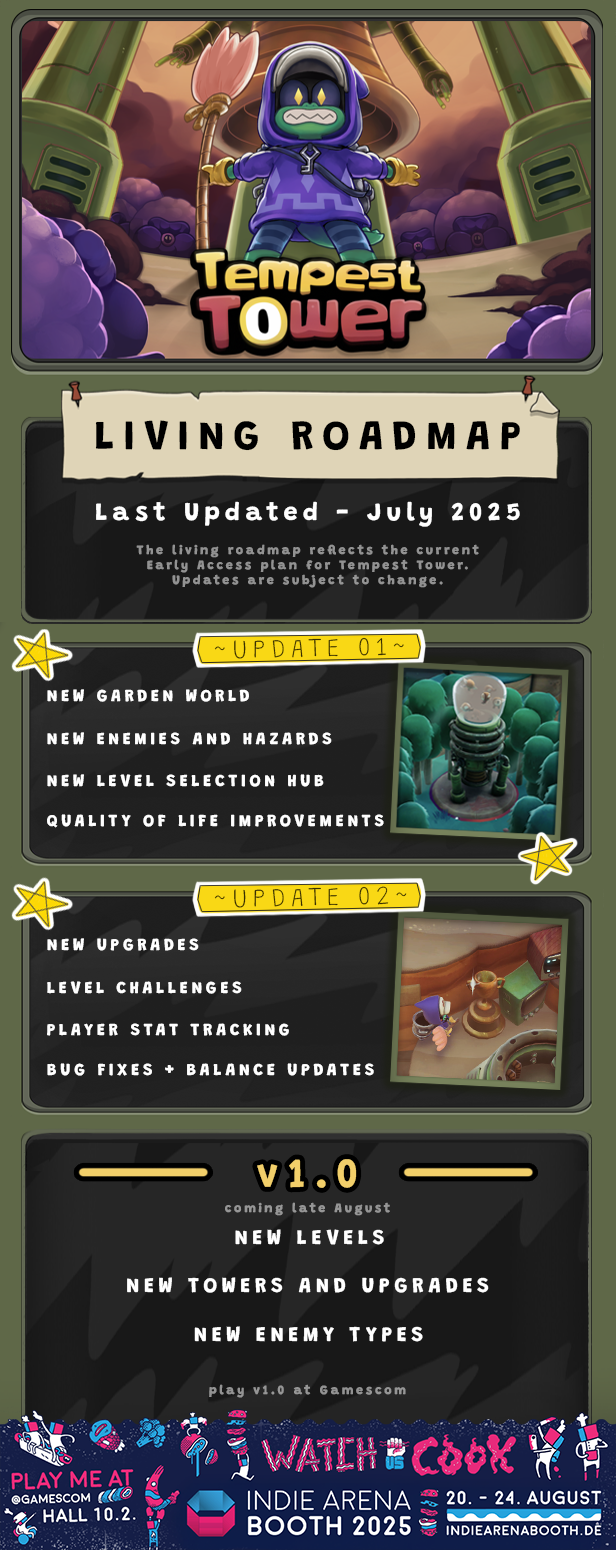 Tempest
Tower
LIVING ROADMAP
Last Updated - July 2025
The living roadmap reflects the current
Early Access plan for Tempest Tower.
Updates are subject to change.
~UPDATE 01~
NEW GARDEN WORLD
NEW ENEMIES AND HAZARDS
NEW LEVEL SELECTION HUB
QUALITY OF LIFE IMPROVEMENTS
~UPDATE 02~
NEW UPGRADES
LEVEL CHALLENGES
PLAYER STAT TRACKING
BUG FIXES + BALANCE UPDATES
v1.0
coming late August
NEW LEVELS
NEW TOWERS AND UPGRADES
NEW ENEMY TYPES
play v1.0 at Gamescom
WATCH US COOK
PLAY ME AT
@GAMESCOM
HALL 10.2.
INDIE ARENA
BOOTH 2025
20. - 24. AUGUST
INDIEARENABOOTH.DE